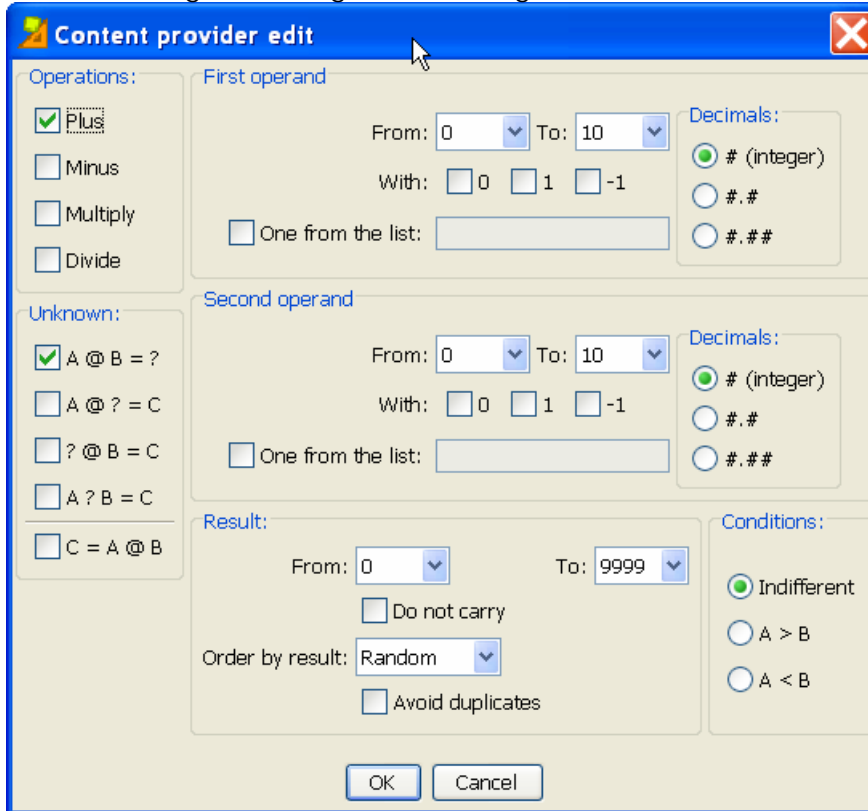 Content provider edit
Operations:
Plus
Minus
Multiply
Divide
Unknown:
A @ B = ?
A @ ? = C
? @ B = C
A ? B = C
C = A @ B
First operand
From: 0 To: 10
With: 0 1 -1
One from the list:
Decimals:
# (integer)
#.#
#.##
Second operand
From: 0 To: 10
With: 0 1 -1
One from the list:
Decimals:
# (integer)
#.#
#.##
Result:
From: 0 To: 9999
Do not carry
Order by result: Random
Avoid duplicates
Conditions:
Indifferent
A > B
A < B
OK Cancel